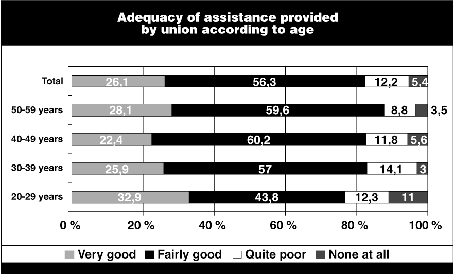 Adequacy of assistance provided
by union according to age
Total 26,1 56,3 12,2 5,4
50-59 years 28,1 59,6 8,8 3,5
40-49 years 22,4 60,2 11,8 5,6
30-39 years 25,9 57 14,1 3
20-29 years 32,9 43,8 12,3 11
0 % 20 % 40 % 60 % 80 % 100 %
Very good Fairly good Quite poor None at all